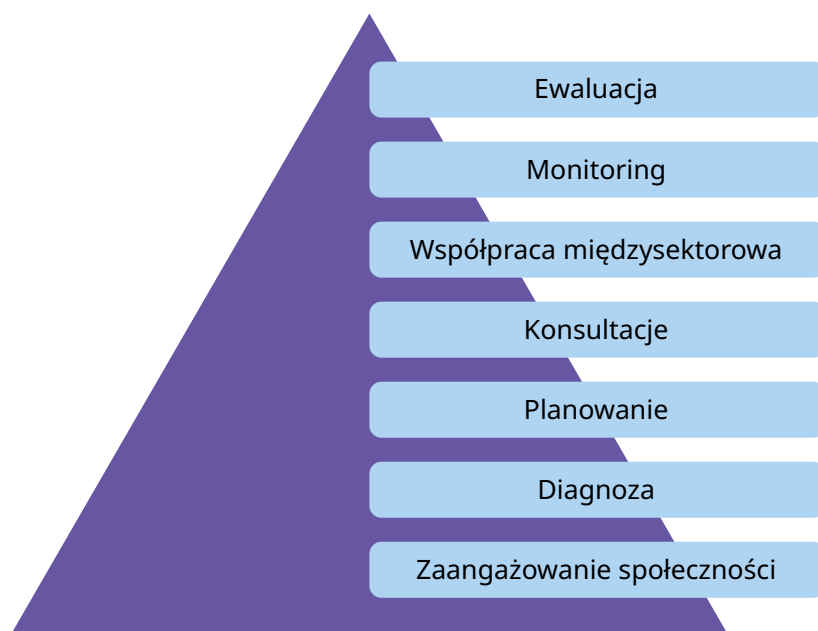 Ewaluacja
Monitoring
Współpraca międzysektorowa
Konsultacje
Planowanie
Diagnoza
Zaangażowanie społeczności